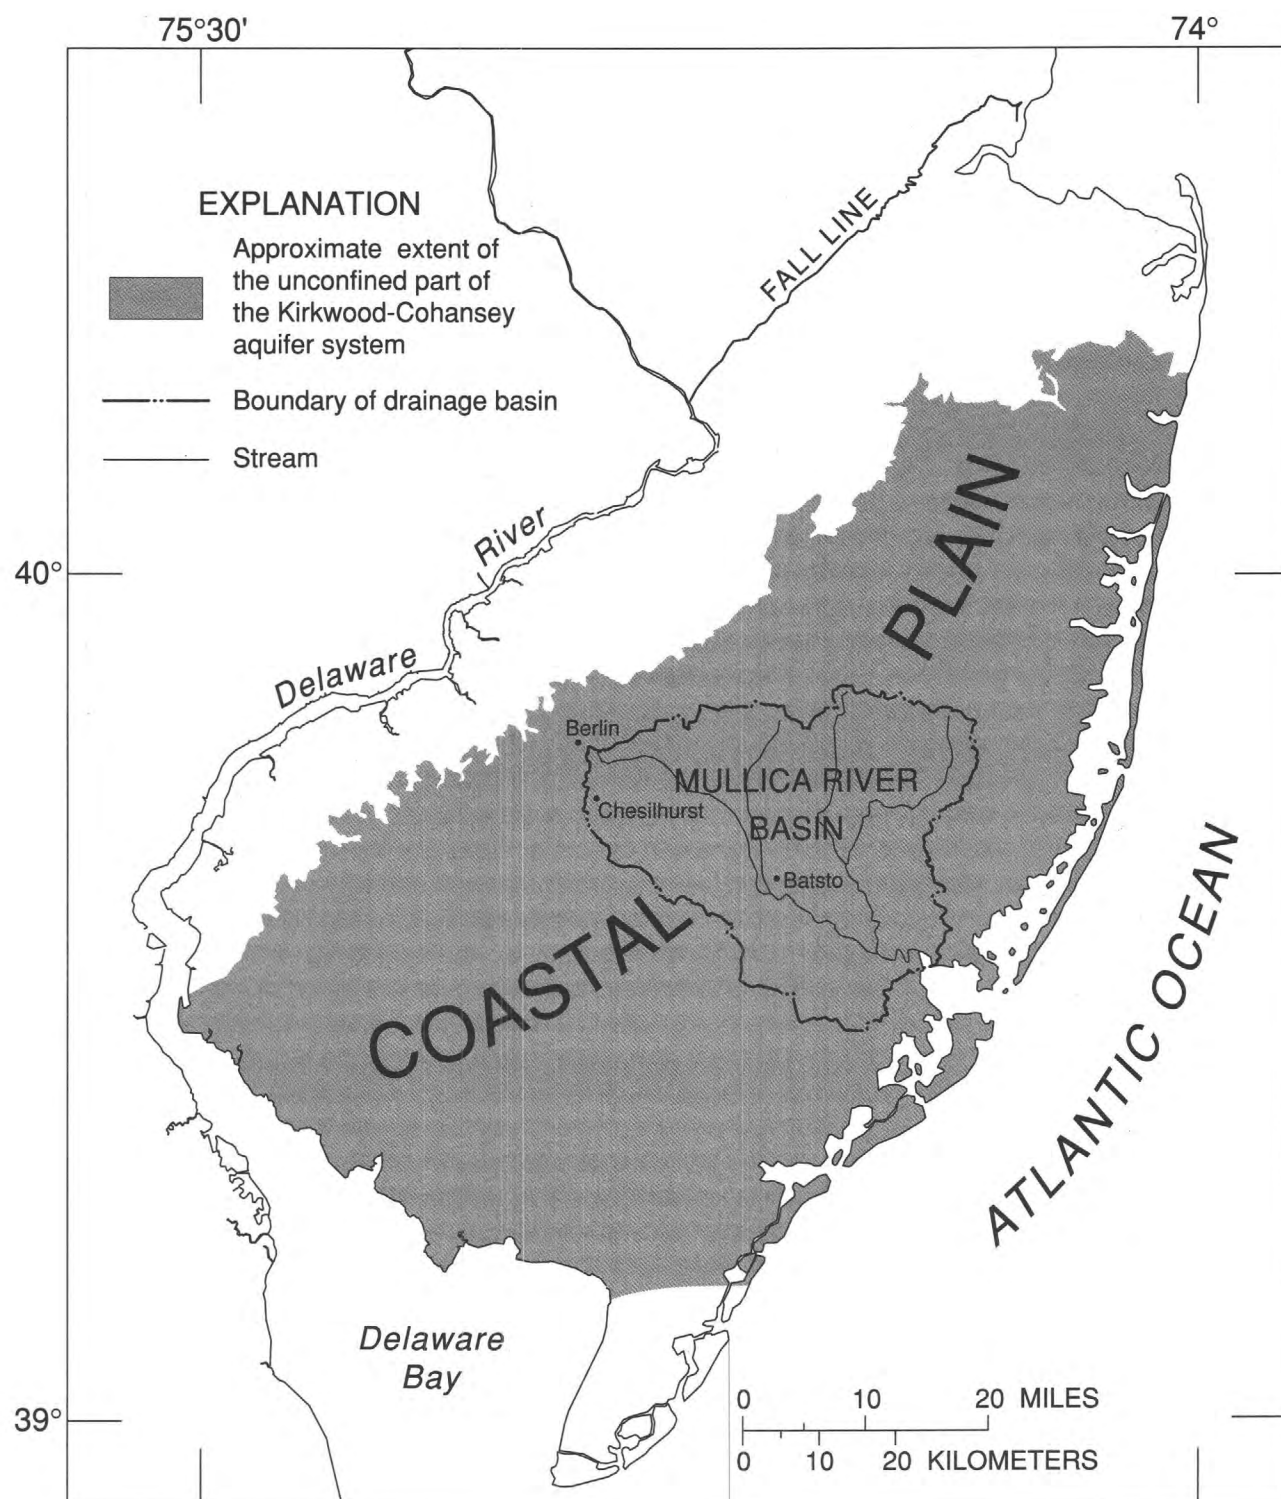 75°30'
74°
EXPLANATION
Approximate extent of
the unconfined part of
the Kirkwood-Cohansey
aquifer system
Boundary of drainage basin
Stream
FALL LINE
40°
Delaware River
COASTAL PLAIN
Berlin
MULLICA RIVER
BASIN
Chesilhurst
Batsto
ATLANTIC OCEAN
Delaware
Bay
39°
0 10 20 MILES
0 10 20 KILOMETERS